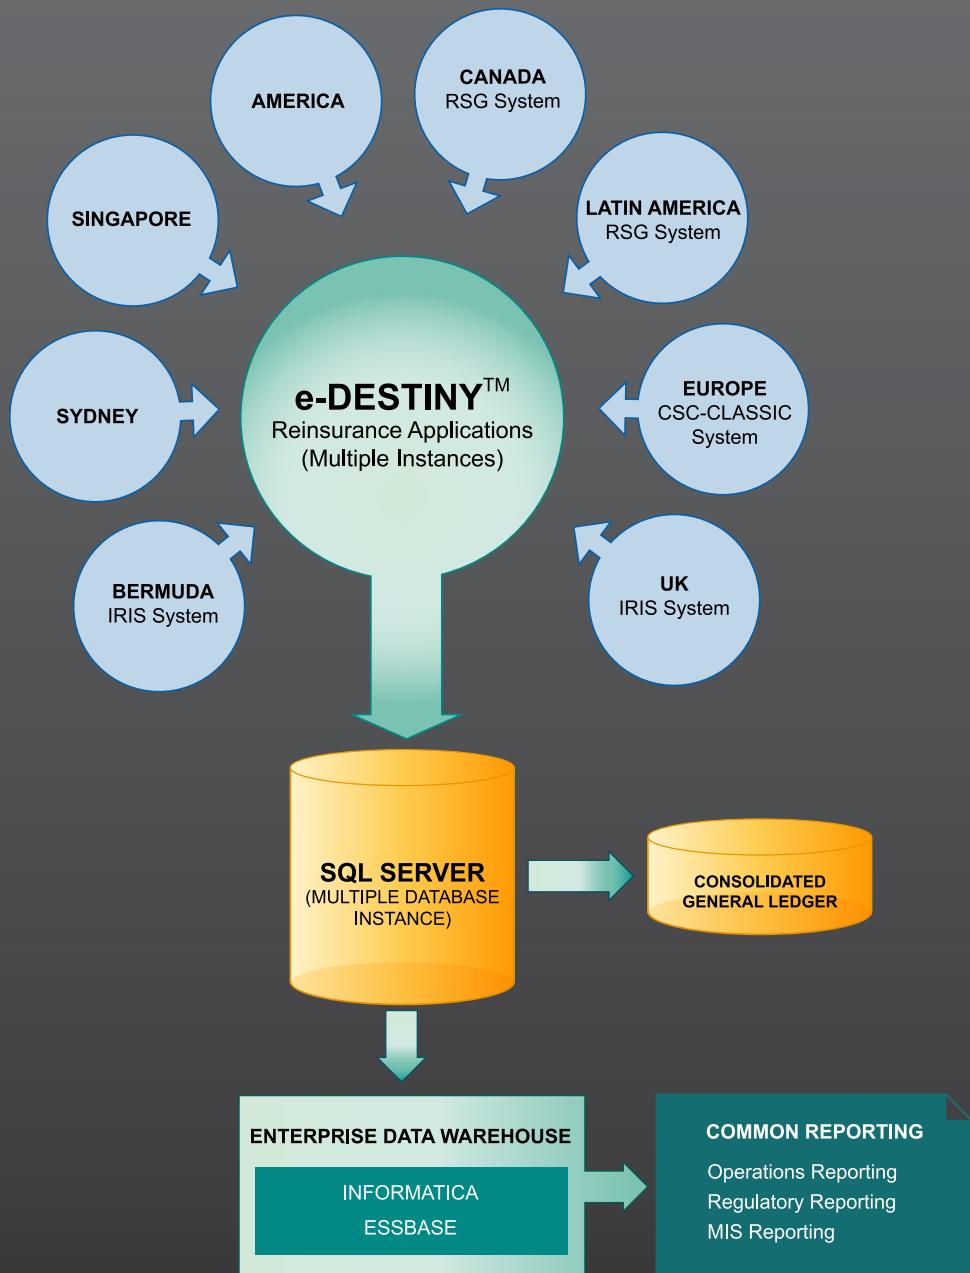 CANADA
RSG System
AMERICA
LATIN AMERICA
RSG System
SINGAPORE
e-DESTINY™
Reinsurance Applications
(Multiple Instances)
EUROPE
CSC-CLASSIC
System
SYDNEY
BERMUDA
IRIS System
UK
IRIS System
SQL SERVER
(MULTIPLE DATABASE
INSTANCE)
CONSOLIDATED
GENERAL LEDGER
ENTERPRISE DATA WAREHOUSE
INFORMATICA
ESSBASE
COMMON REPORTING
Operations Reporting
Regulatory Reporting
MIS Reporting